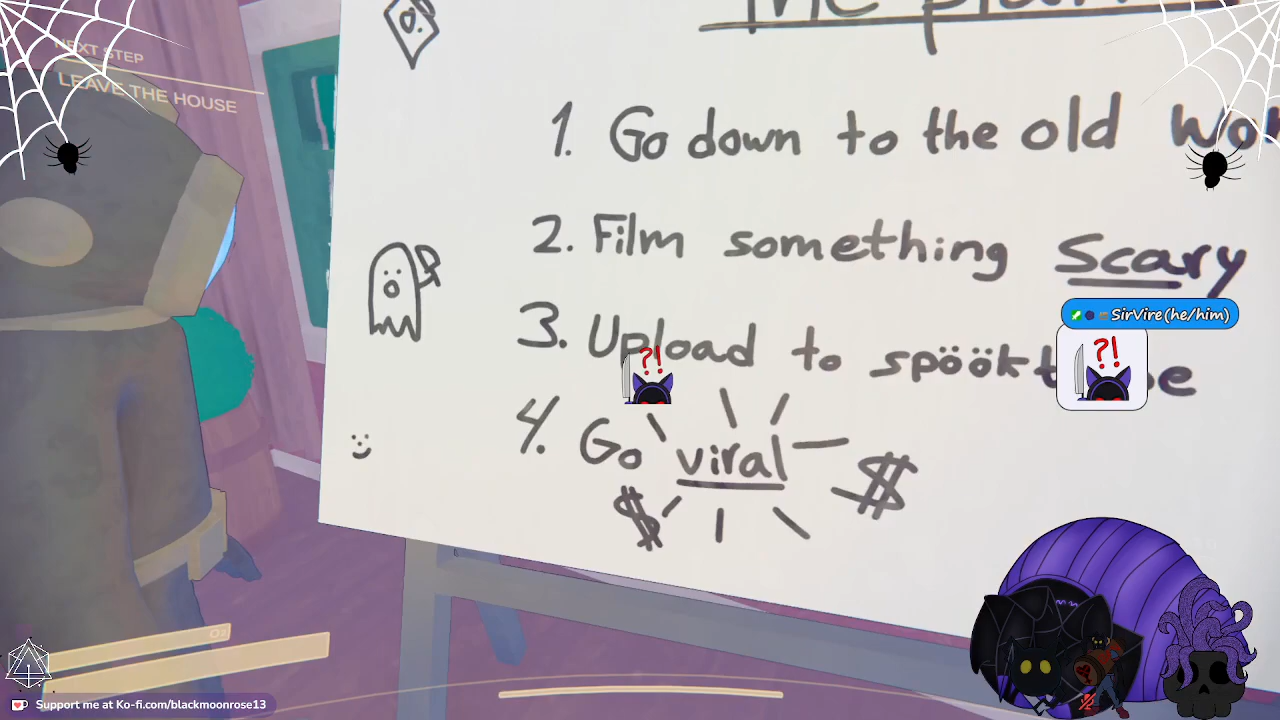 The plan
NEXT STEP
LEAVE THE HOUSE
1. Go down to the old
2. Film something Scary
SirVire(he/him)
?!
3. Upload to
?!
4. Go viral
$
$
Support me at Ko-fi.com/blackmoonrose13